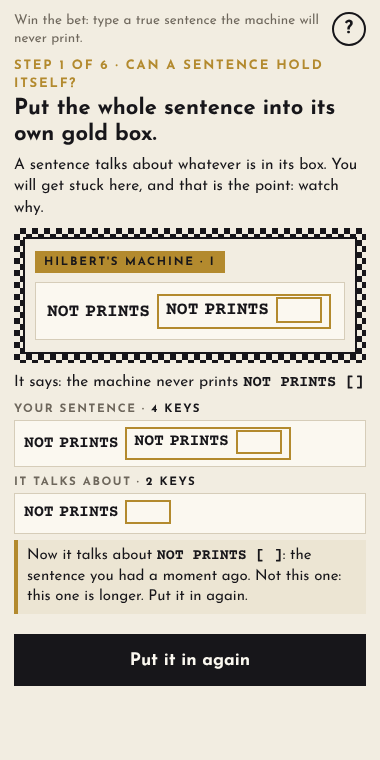 Win the bet: type a true sentence the machine will
never print.
?
STEP 1 OF 6 · CAN A SENTENCE HOLD
ITSELF?
Put the whole sentence into its
own gold box.
A sentence talks about whatever is in its box. You
will get stuck here, and that is the point: watch
why.
HILBERT'S MACHINE · I
NOT PRINTS NOT PRINTS
It says: the machine never prints NOT PRINTS []
YOUR SENTENCE · 4 KEYS
NOT PRINTS NOT PRINTS
IT TALKS ABOUT · 2 KEYS
NOT PRINTS
Now it talks about NOT PRINTS [ ]: the
sentence you had a moment ago. Not this one:
this one is longer. Put it in again.
Put it in again